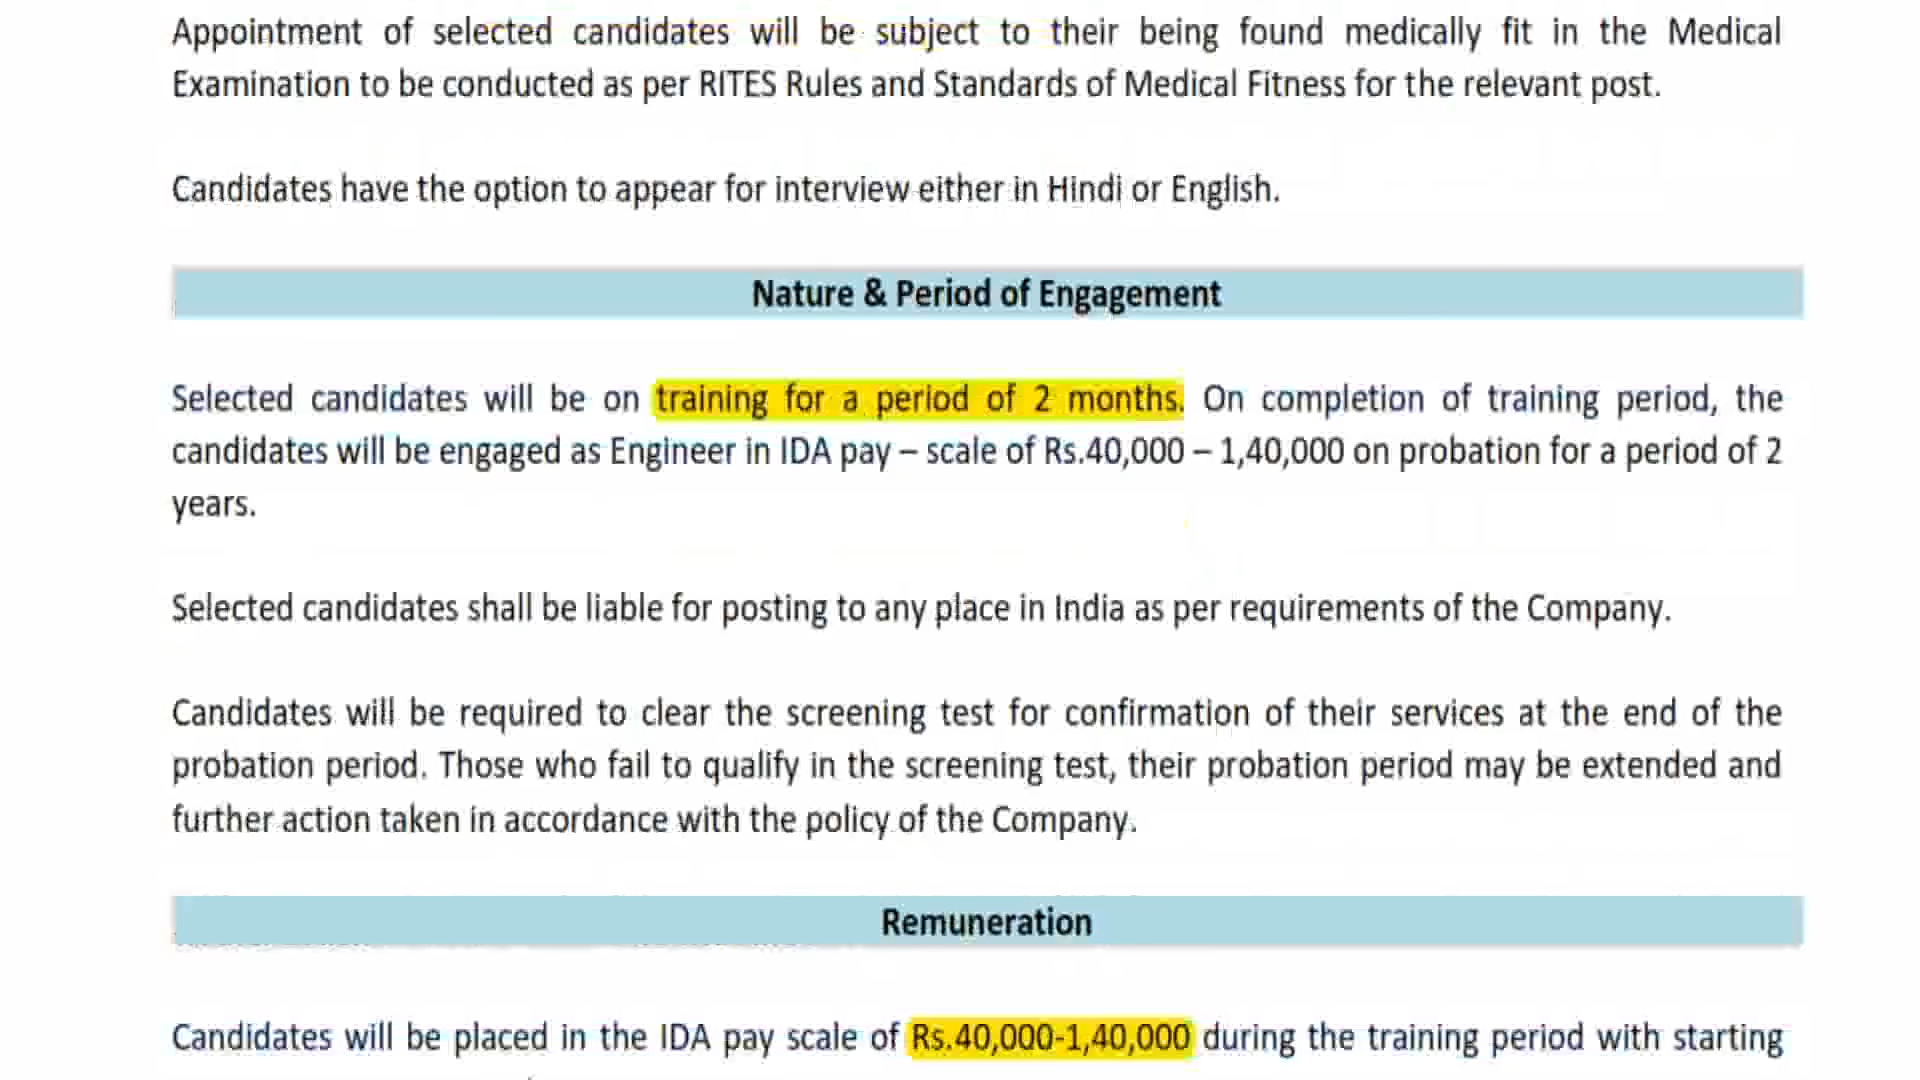 Appointment of selected candidates will be subject to their being found medically fit in the Medical
Examination to be conducted as per RITES Rules and Standards of Medical Fitness for the relevant post.
Candidates have the option to appear for interview either in Hindi or English.
Nature & Period of Engagement
Selected candidates will be on training for a period of 2 months. On completion of training period, the
candidates will be engaged as Engineer in IDA pay – scale of Rs.40,000 – 1,40,000 on probation for a period of 2
years.
Selected candidates shall be liable for posting to any place in India as per requirements of the Company.
Candidates will be required to clear the screening test for confirmation of their services at the end of the
probation period. Those who fail to qualify in the screening test, their probation period may be extended and
further action taken in accordance with the policy of the Company.
Remuneration
Candidates will be placed in the IDA pay scale of Rs.40,000-1,40,000 during the training period with starting